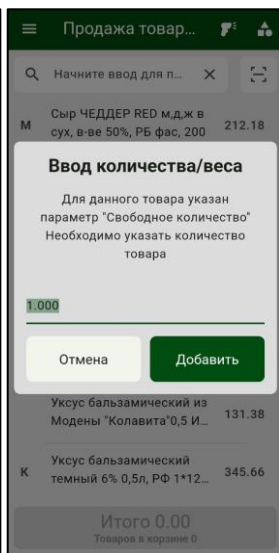 Продажа товар...
Начните ввод для п...
Сыр ЧЕДДЕР RED м,д,ж в
М
сух, в-ве 50%, РБ фас, 200
212.18
Ввод количества/веса
Для данного товара указан
параметр "Свободное количество"
Необходимо указать количество
товара
1.000
Отмена
Добавить
Уксус бальзамический из
Модены "Колавита"0,5 И...
131.38
К
Уксус бальзамический
темный 6% 0,5л, РФ 1*12...
345.66
Итого 0.00
Товаров в корзине 0